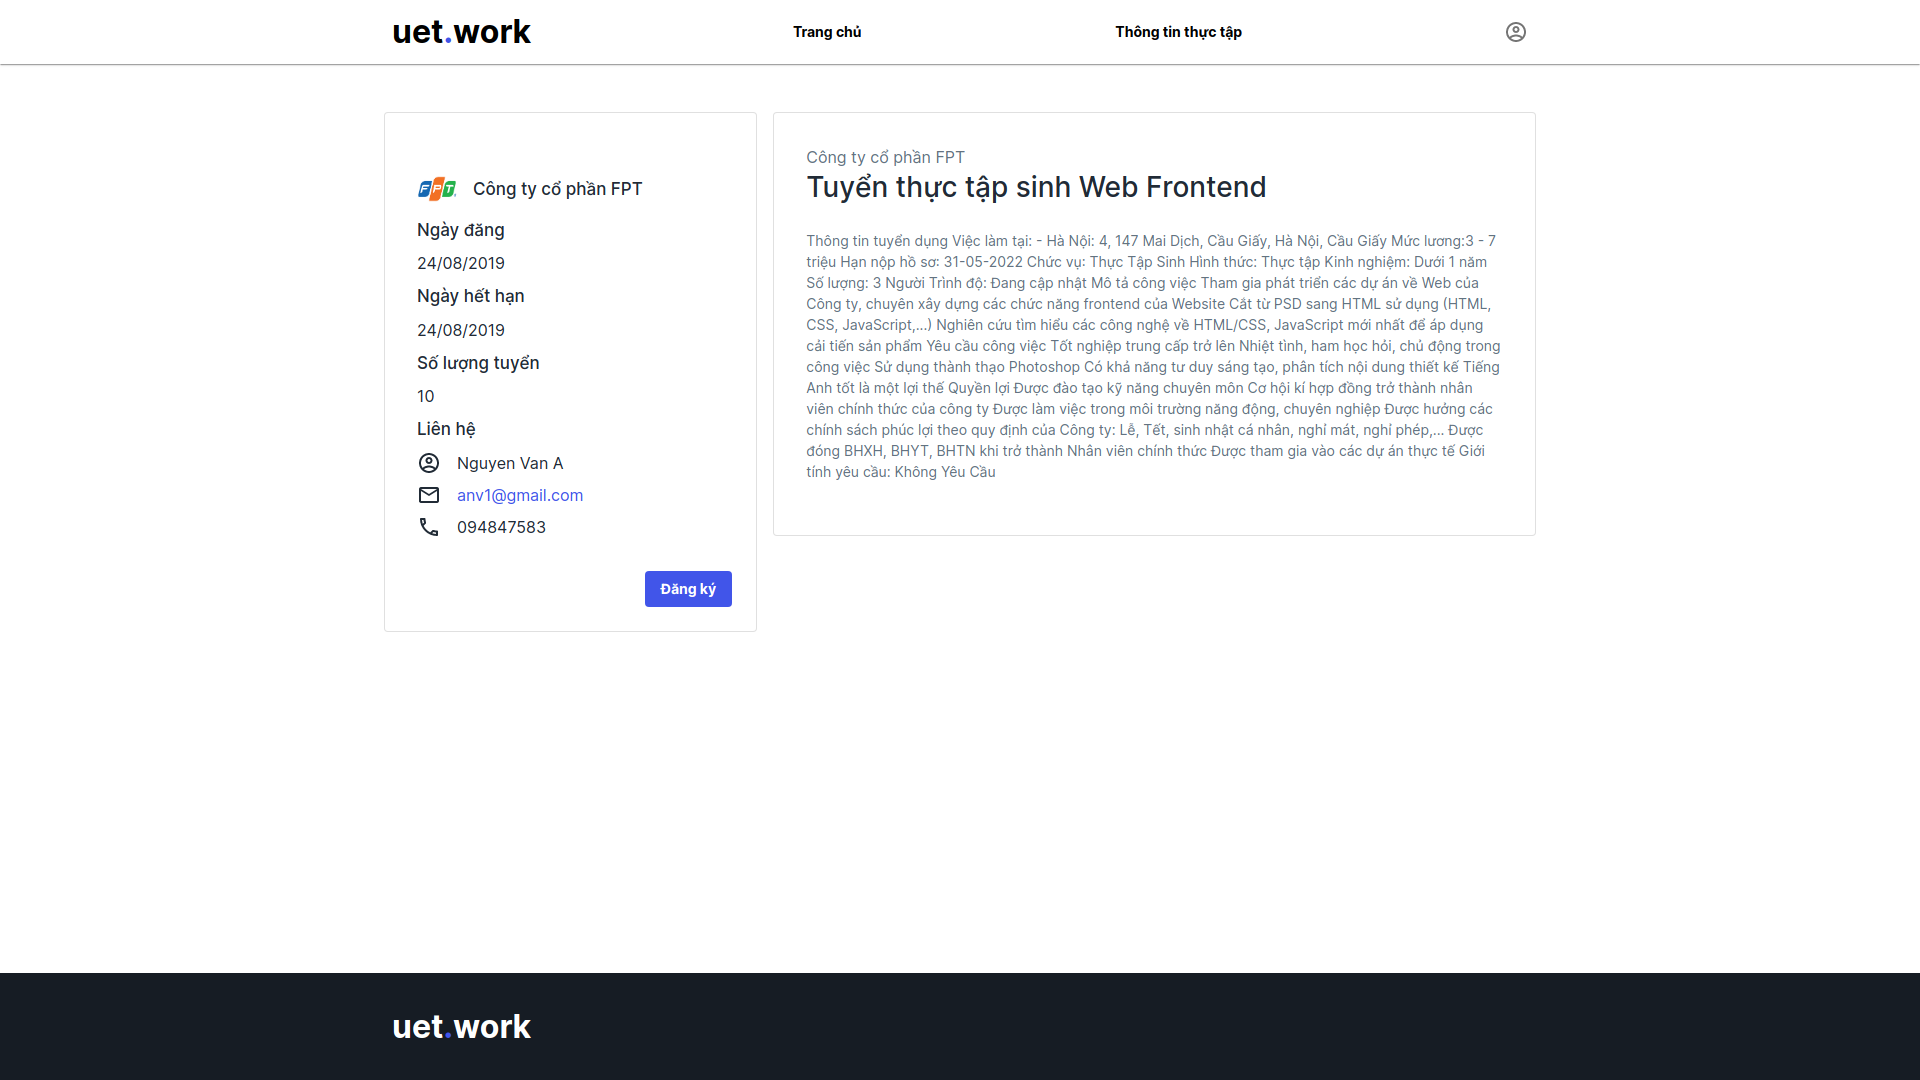 uet.work
Trang chủ
Thông tin thực tập
FPT
Công ty cổ phần FPT
Ngày đăng
24/08/2019
Ngày hết hạn
24/08/2019
Số lượng tuyển
10
Liên hệ
Nguyen Van A
anv1@gmail.com
094847583
Đăng ký
Công ty cổ phần FPT
Tuyển thực tập sinh Web Frontend
Thông tin tuyển dụng Việc làm tại: - Hà Nội: 4, 147 Mai Dịch, Cầu Giấy, Hà Nội, Cầu Giấy Mức lương:3 - 7
triệu Hạn nộp hồ sơ: 31-05-2022 Chức vụ: Thực Tập Sinh Hình thức: Thực tập Kinh nghiệm: Dưới 1 năm
Số lượng: 3 Người Trình độ: Đang cập nhật Mô tả công việc Tham gia phát triển các dự án về Web của
Công ty, chuyên xây dựng các chức năng frontend của Website Cắt từ PSD sang HTML sử dụng (HTML,
CSS, JavaScript,...) Nghiên cứu tìm hiểu các công nghệ về HTML/CSS, JavaScript mới nhất để áp dụng
cải tiến sản phẩm Yêu cầu công việc Tốt nghiệp trung cấp trở lên Nhiệt tình, ham học hỏi, chủ động trong
công việc Sử dụng thành thạo Photoshop Có khả năng tư duy sáng tạo, phân tích nội dung thiết kế Tiếng
Anh tốt là một lợi thế Quyền lợi Được đào tạo kỹ năng chuyên môn Cơ hội kí hợp đồng trở thành nhân
viên chính thức của công ty Được làm việc trong môi trường năng động, chuyên nghiệp Được hưởng các
chính sách phúc lợi theo quy định của Công ty: Lễ, Tết, sinh nhật cá nhân, nghỉ mát, nghỉ phép,... Được
đóng BHXH, BHYT, BHTN khi trở thành Nhân viên chính thức Được tham gia vào các dự án thực tế Giới
tính yêu cầu: Không Yêu Cầu
uet.work